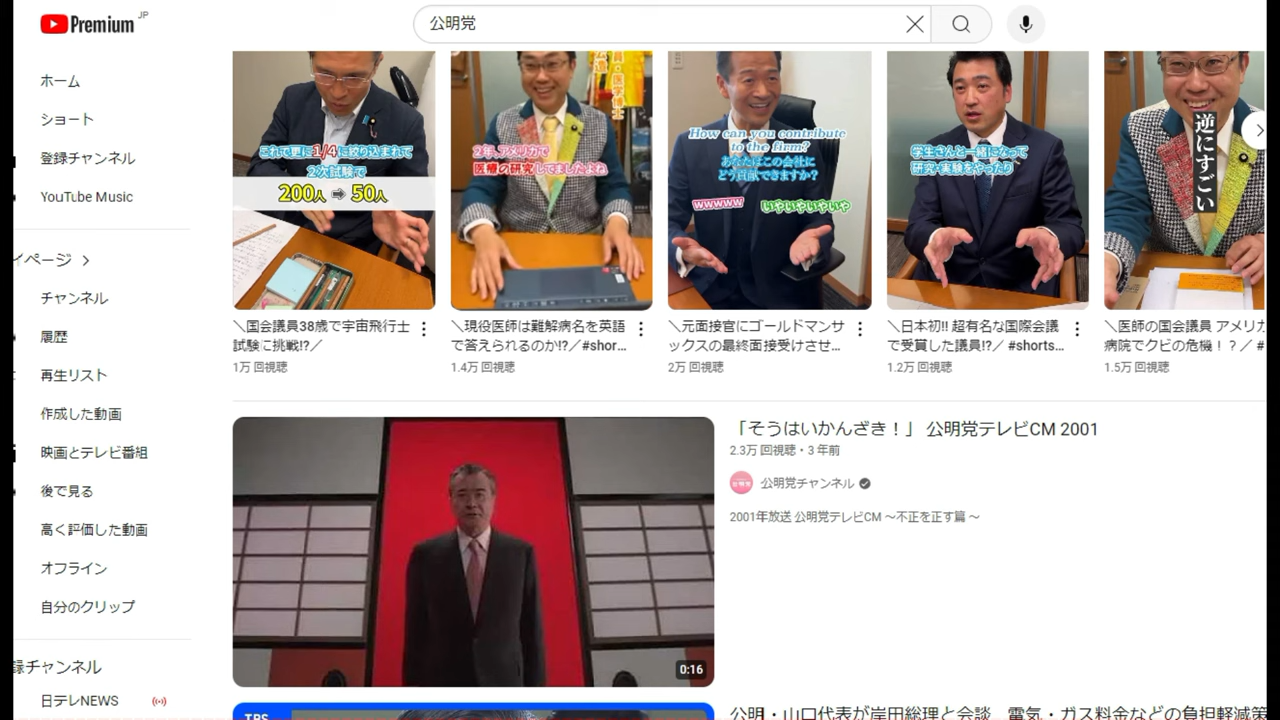 Premium JP
公明党
ホーム
ショート
登録チャンネル
YouTube Music
イページ
チャンネル
履歴
再生リスト
作成した動画
映画とテレビ番組
後で見る
高く評価した動画
オフライン
自分のクリップ
録チャンネル
日テレNEWS
これで更に1/4に絞り込まれて
2次試験で
200人 ⇒ 50人
＼国会議員38歳で宇宙飛行士
試験に挑戦!?／
1万 回視聴
員・医学博士
2年、アメリカで
医療の研究してましたよね
＼現役医師は難解病名を英語
で答えられるのか!?／#shor...
1.4万 回視聴
How can you contribute
to the firm?
あなたはこの会社に
どう貢献できますか?
wwwww
いやいやいやいや
＼元面接官にゴールドマンサ
ックスの最終面接受けさせ...
2万 回視聴
学生さんと一緒になって
研究・実験をやったり
＼日本初!! 超有名な国際会議
で受賞した議員!?／ #shorts...
1.2万 回視聴
逆にすごい
＼医師の国会議員 アメリカ
病院でクビの危機！？／ #
1.5万 回視聴
0:16
「そうはいかんざき！」 公明党テレビCM 2001
2.3万 回視聴・3 年前
公明党チャンネル
2001年放送 公明党テレビCM 〜不正を正す篇 〜
TBS
公明・山口代表が岸田総理と会談 電気・ガス料金などの負担軽減策